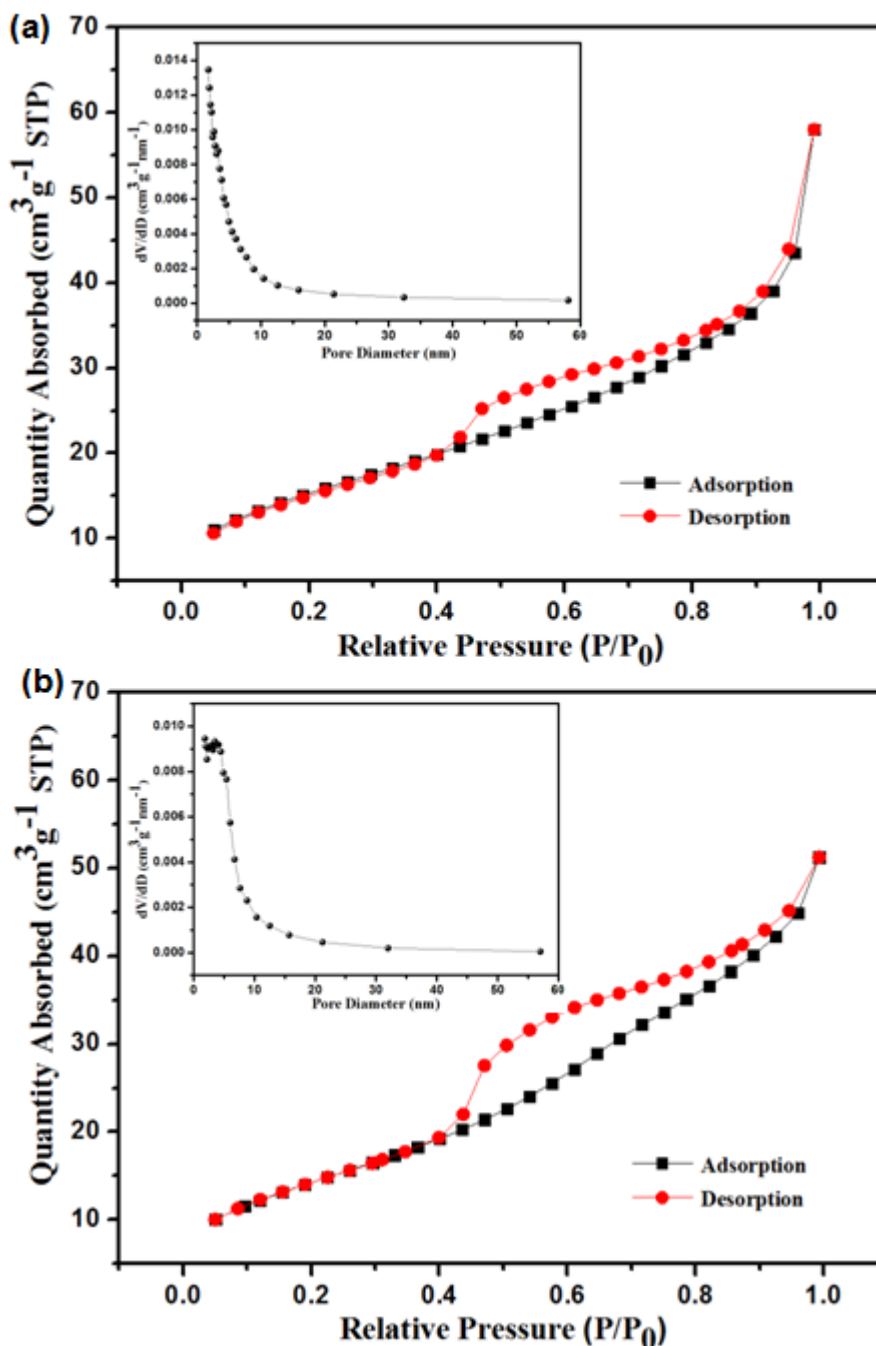 (a)
70
60
50
40
30
20
10
Quantity Absorbed (cm³g⁻¹ STP)
0.014
0.012
0.010
0.008
0.006
0.004
0.002
0.000
dV/dD (cm³g⁻¹nm⁻¹)
0 10 20 30 40 50 60
Pore Diameter (nm)
Adsorption
Desorption
0.0 0.2 0.4 0.6 0.8 1.0
Relative Pressure (P/P₀)
(b)
70
60
50
40
30
20
10
Quantity Absorbed (cm³g⁻¹ STP)
0.010
0.008
0.006
0.004
0.002
0.000
dV/dD (cm³g⁻¹nm⁻¹)
0 10 20 30 40 50 60
Pore Diameter (nm)
Adsorption
Desorption
0.0 0.2 0.4 0.6 0.8 1.0
Relative Pressure (P/P₀)